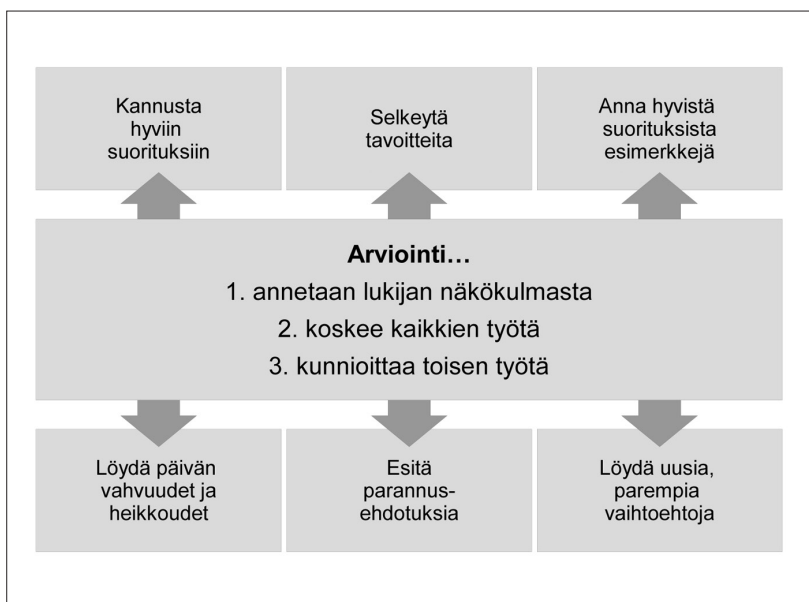 Kannusta
hyviin
suorituksiin
Selkeytä
tavoitteita
Anna hyvistä
suorituksista
esimerkkejä
Arviointi…
1. annetaan lukijan näkökulmasta
2. koskee kaikkien työtä
3. kunnioittaa toisen työtä
Löydä päivän
vahvuudet ja
heikkoudet
Esitä
parannus-
ehdotuksia
Löydä uusia,
parempia
vaihtoehtoja